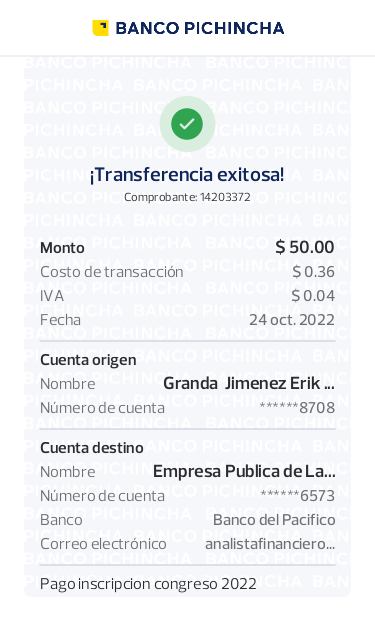 BANCO PICHINCHA
¡Transferencia exitosa!
Comprobante: 14203372
Monto $ 50.00
Costo de transacción $ 0.36
IVA $ 0.04
Fecha 24 oct. 2022
Cuenta origen
Nombre Granda Jimenez Erik ...
Número de cuenta ******8708
Cuenta destino
Nombre Empresa Publica de La...
Número de cuenta ******6573
Banco Banco del Pacifico
Correo electrónico analistafinanciero...
Pago inscripcion congreso 2022